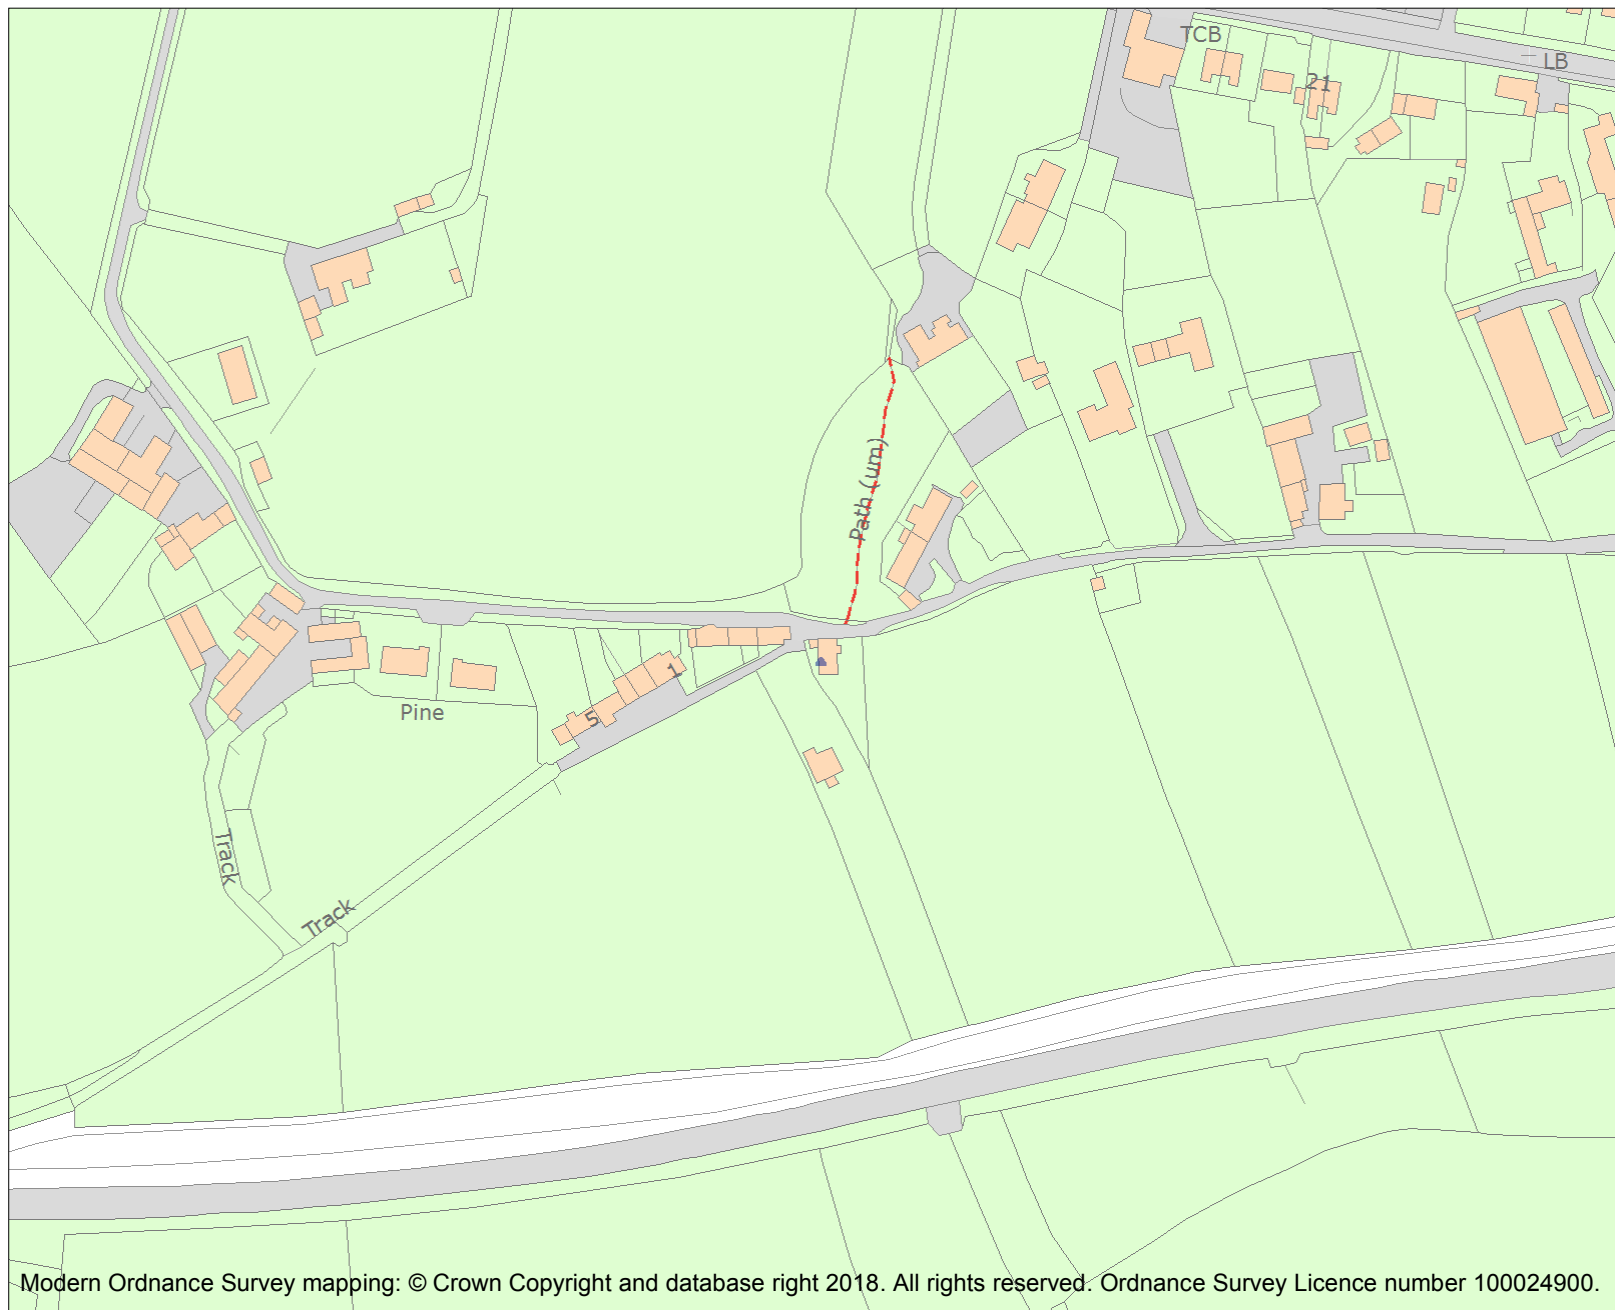 TCB
LB
21
Path (um)
1
5
Pine
Track
Track
Modern Ordnance Survey mapping: © Crown Copyright and database right 2018. All rights reserved. Ordnance Survey Licence number 100024900.